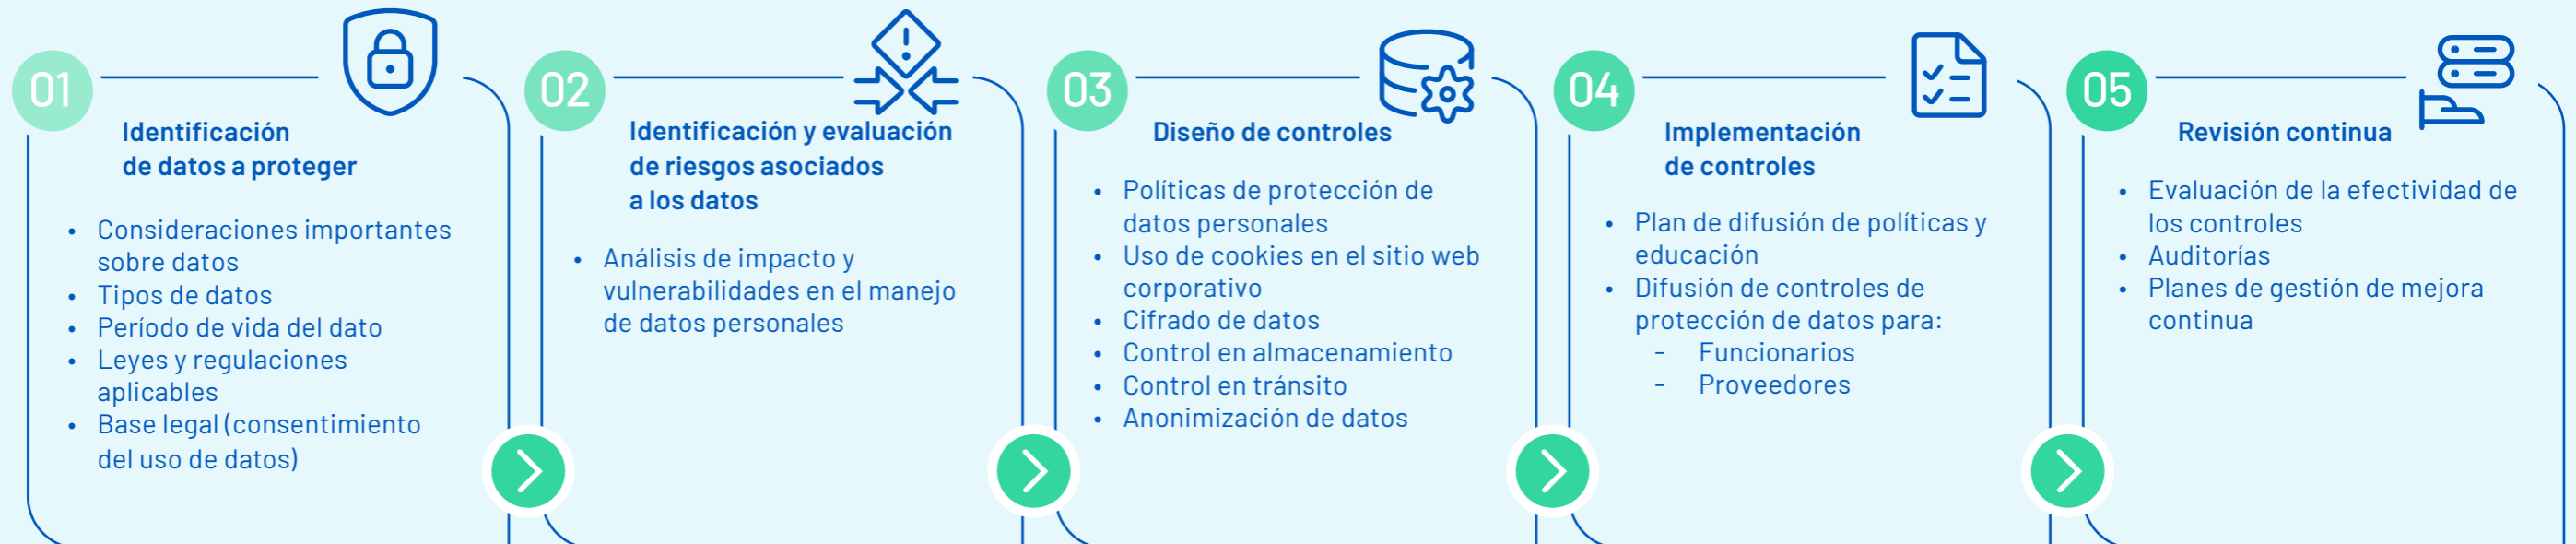 01
Identificación
de datos a proteger
• Consideraciones importantes
sobre datos
• Tipos de datos
• Período de vida del dato
• Leyes y regulaciones
aplicables
• Base legal (consentimiento
del uso de datos)
02
Identificación y evaluación
de riesgos asociados
a los datos
• Análisis de impacto y
vulnerabilidades en el manejo
de datos personales
03
Diseño de controles
• Políticas de protección de
datos personales
• Uso de cookies en el sitio web
corporativo
• Cifrado de datos
• Control en almacenamiento
• Control en tránsito
• Anonimización de datos
04
Implementación
de controles
• Plan de difusión de políticas y
educación
• Difusión de controles de
protección de datos para:
- Funcionarios
- Proveedores
05
Revisión continua
• Evaluación de la efectividad de
los controles
• Auditorías
• Planes de gestión de mejora
continua